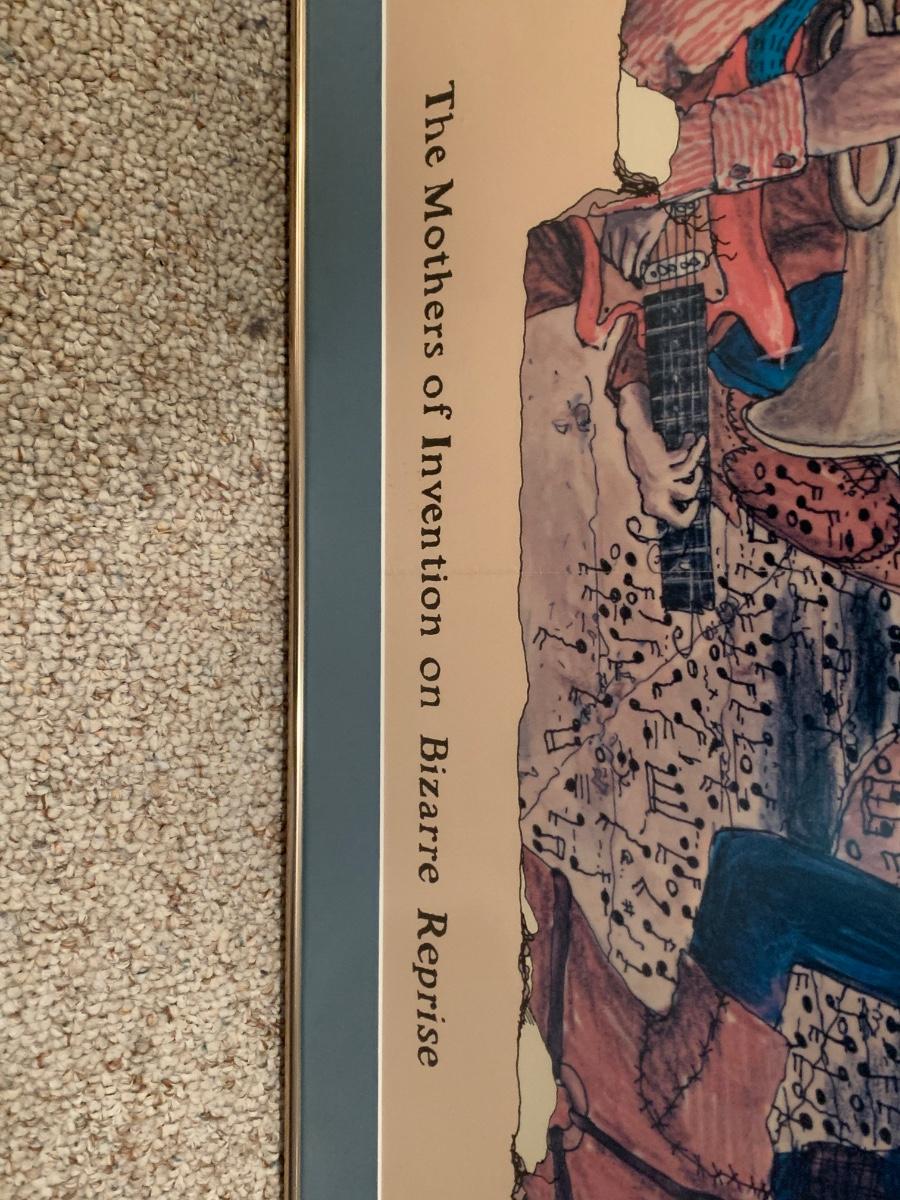 The Mothers of Invention on Bizarre Reprise